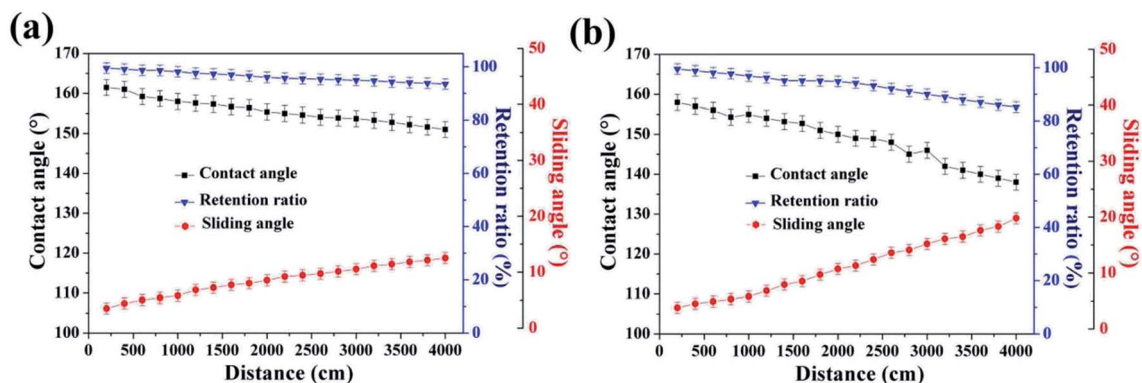 (a)
170
160
150
140
130
120
110
100
Contact angle (°)
0 500 1000 1500 2000 2500 3000 3500 4000
Distance (cm)
Contact angle
Retention ratio
Sliding angle
100
80
60
40
20
0
Retention ratio (%)
50
40
30
20
10
0
Sliding angle (°)
(b)
170
160
150
140
130
120
110
100
Contact angle (°)
0 500 1000 1500 2000 2500 3000 3500 4000
Distance (cm)
Contact angle
Retention ratio
Sliding angle
100
80
60
40
20
0
Retention ratio (%)
50
40
30
20
10
0
Sliding angle (°)